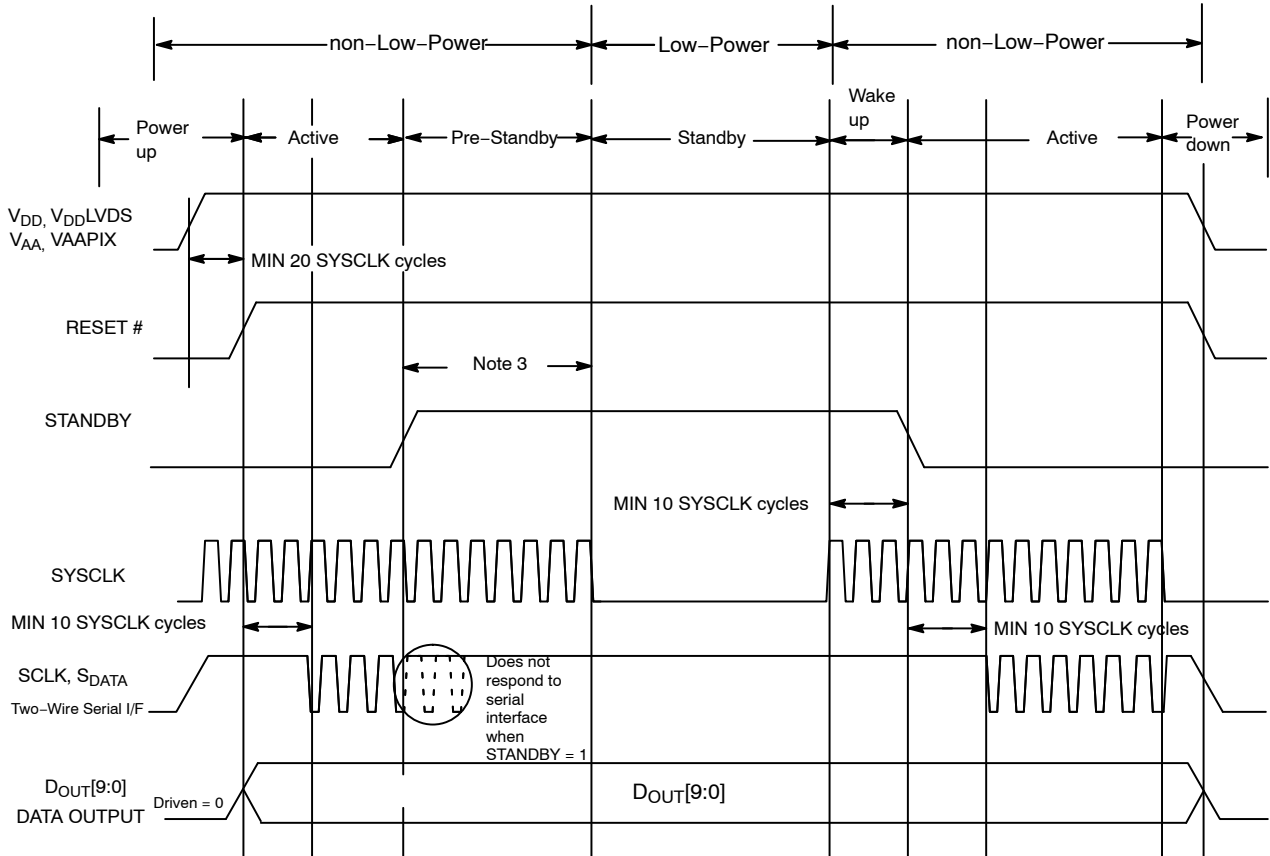 non−Low−Power
Low−Power
non−Low−Power
Power
up
Active
Pre-Standby
Standby
Wake
up
Active
Power
down
VDD, VDDLVDS
VAA, VAAPIX
MIN 20 SYSCLK cycles
RESET #
Note 3
STANDBY
MIN 10 SYSCLK cycles
SYSCLK
MIN 10 SYSCLK cycles
MIN 10 SYSCLK cycles
SCLK, SDATA
Two−Wire Serial I/F
Does not
respond to
serial
interface
when
STANDBY = 1
DOUT[9:0]
DATA OUTPUT
Driven = 0
DOUT[9:0]